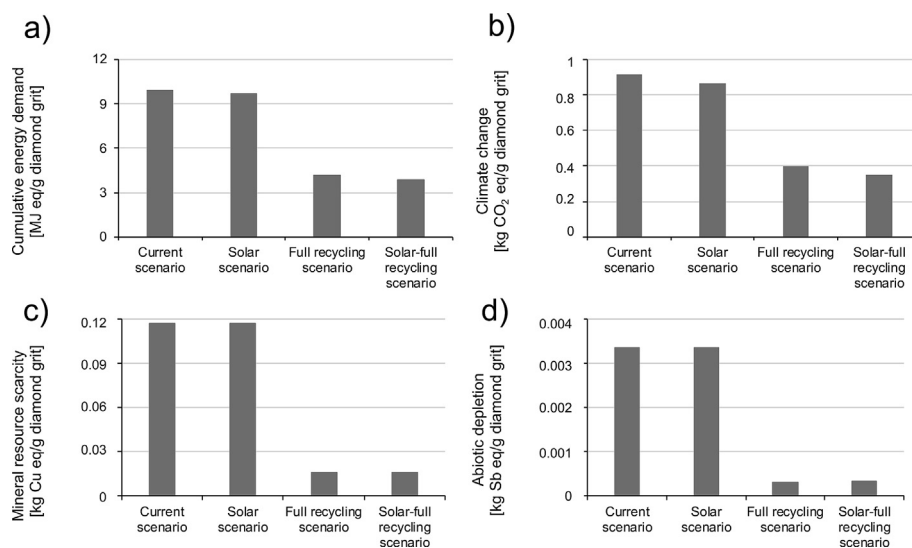 a)
Cumulative energy demand
[MJ eq/g diamond grit]
12
9
6
3
0
Current
scenario
Solar
scenario
Full recycling
scenario
Solar-full
recycling
scenario
b)
Climate change
[kg CO₂ eq/g diamond grit]
1
0.8
0.6
0.4
0.2
0
Current
scenario
Solar
scenario
Full recycling
scenario
Solar-full
recycling
scenario
c)
Mineral resource scarcity
[kg Cu eq/g diamond grit]
0.12
0.09
0.06
0.03
0
Current
scenario
Solar
scenario
Full recycling
scenario
Solar-full
recycling
scenario
d)
Abiotic depletion
[kg Sb eq/g diamond grit]
0.004
0.003
0.002
0.001
0
Current
scenario
Solar
scenario
Full recycling
scenario
Solar-full
recycling
scenario